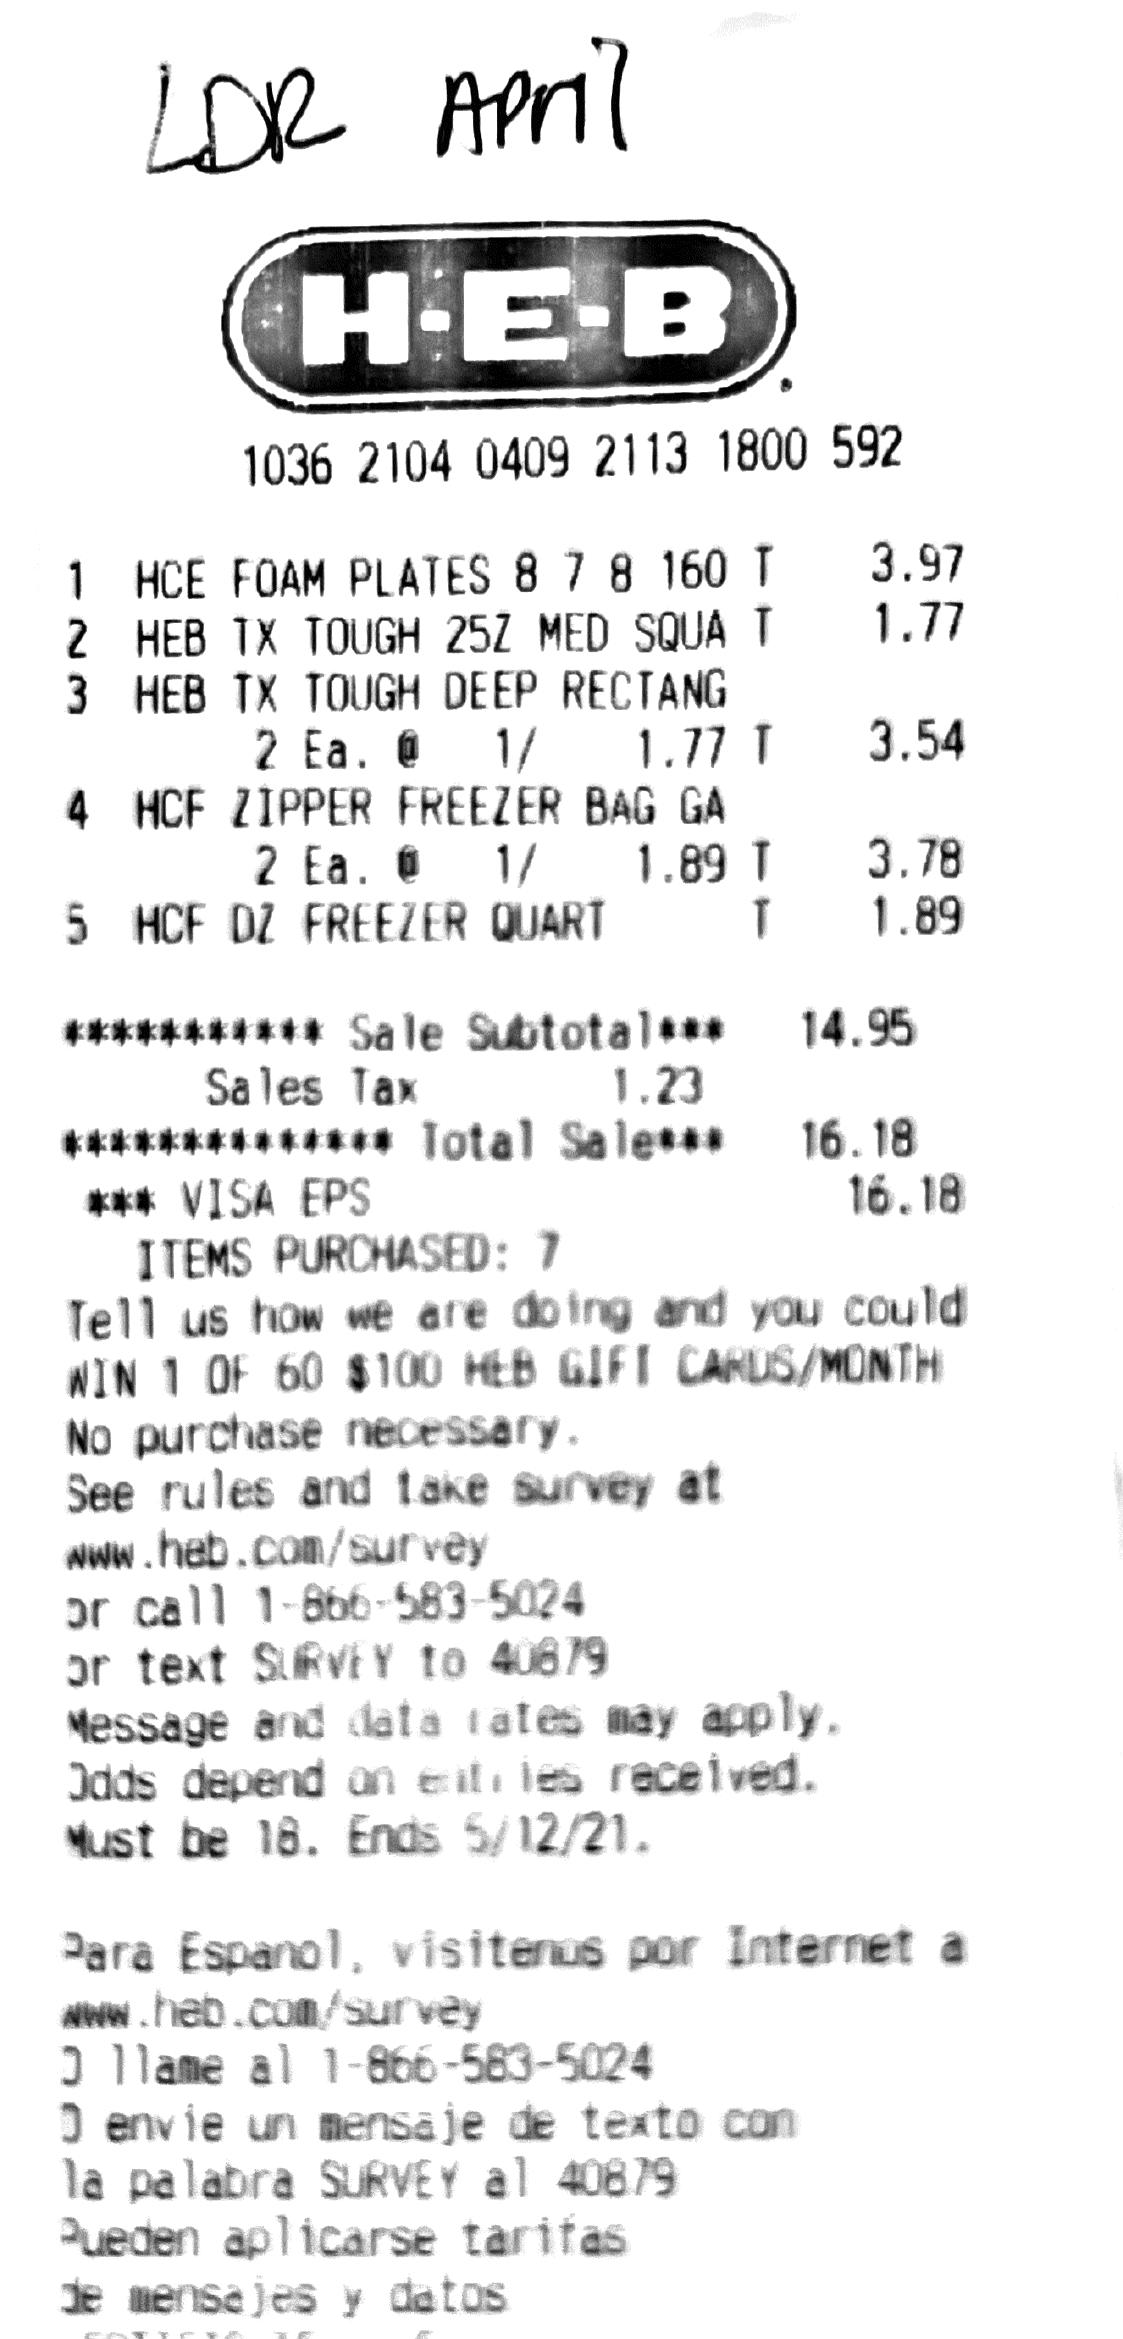 LDR April
H-E-B
1036 2104 0409 2113 1800 592
1 HCE FOAM PLATES 8 7 8 160 T 3.97
2 HEB TX TOUGH 25Z MED SQUA T 1.77
3 HEB TX TOUGH DEEP RECTANG
2 Ea. @ 1/ 1.77 T 3.54
4 HCF ZIPPER FREEZER BAG GA
2 Ea. @ 1/ 1.89 T 3.78
5 HCF DZ FREEZER QUART T 1.89
*********** Sale Subtotal*** 14.95
Sales Tax 1.23
************** Total Sale*** 16.18
*** VISA EPS 16.18
ITEMS PURCHASED: 7
Tell us how we are doing and you could
WIN 1 OF 60 $100 HEB GIFT CARDS/MONTH
No purchase necessary.
See rules and take survey at
www.heb.com/survey
or call 1-866-583-5024
or text SURVEY to 40879
Message and data rates may apply.
Odds depend on entries received.
Must be 18. Ends 5/12/21.
Para Espanol, visitenos por Internet a
www.heb.com/survey
O llame al 1-866-583-5024
O envie un mensaje de texto con
la palabra SURVEY al 40879
Pueden aplicarse tarifas
de mensajes y datos